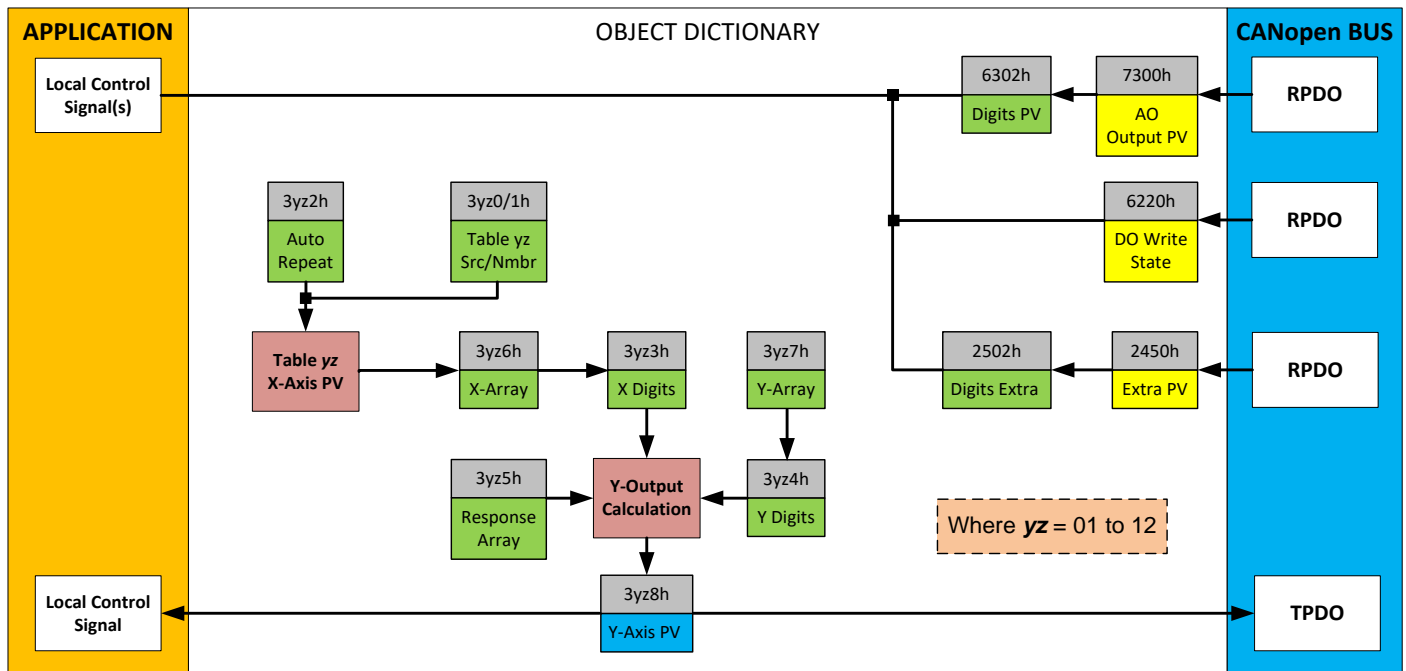 APPLICATION
OBJECT DICTIONARY
CANopen BUS
Local Control
Signal(s)
6302h
Digits PV
7300h
AO
Output PV
RPDO
3yz2h
Auto
Repeat
3yz0/1h
Table yz
Src/Nmbr
6220h
DO Write
State
RPDO
Table yz
X-Axis PV
3yz6h
X-Array
3yz3h
X Digits
3yz7h
Y-Array
2502h
Digits Extra
2450h
Extra PV
RPDO
3yz5h
Response
Array
Y-Output
Calculation
3yz4h
Y Digits
Where yz = 01 to 12
Local Control
Signal
3yz8h
Y-Axis PV
TPDO